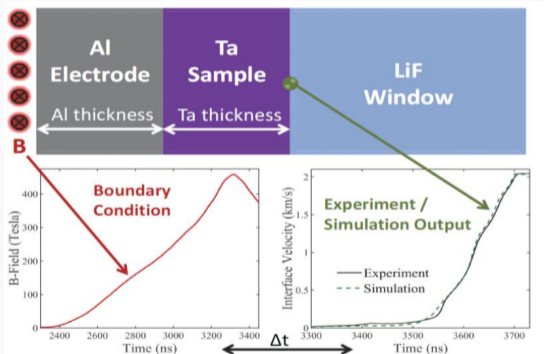 Al
Electrode
Ta
Sample
LiF
Window
Al thickness
Ta thickness
B
Boundary
Condition
B-Field (Tesla)
400
300
200
100
0
2400
2600
2800
3000
3200
3400
Time (ns)
Experiment /
Simulation Output
Interface Velocity (km/s)
2
1.5
1
0.5
0
Experiment
Simulation
3300
3400
3500
3600
3700
Time (ns)
Δt